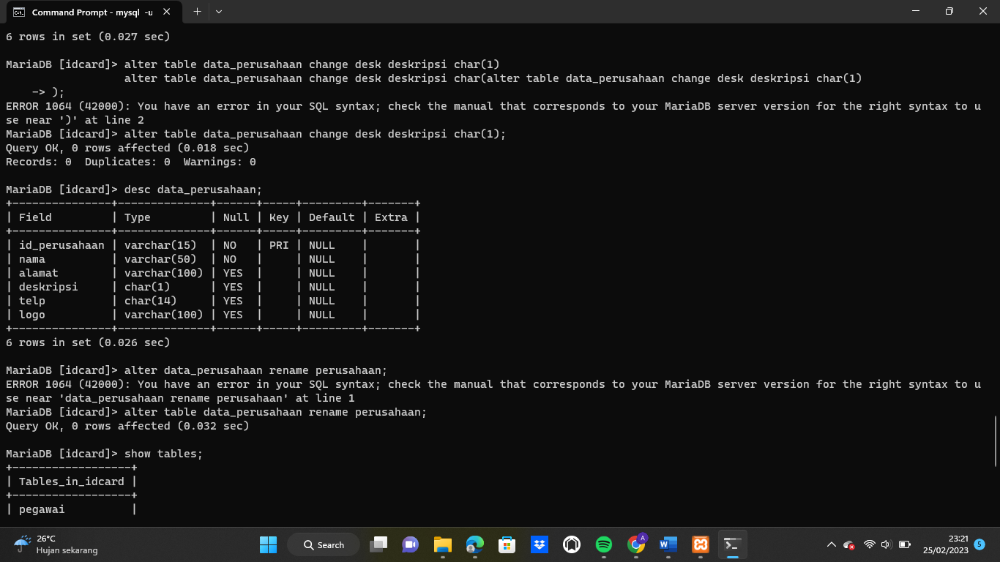 Command Prompt - mysql -u
6 rows in set (0.027 sec)
MariaDB [idcard]> alter table data_perusahaan change desk deskripsi char(1)
alter table data_perusahaan change desk deskripsi char(alter table data_perusahaan change desk deskripsi char(1)
-> );
ERROR 1064 (42000): You have an error in your SQL syntax; check the manual that corresponds to your MariaDB server version for the right syntax to u
se near ')' at line 2
MariaDB [idcard]> alter table data_perusahaan change desk deskripsi char(1);
Query OK, 0 rows affected (0.018 sec)
Records: 0  Duplicates: 0  Warnings: 0
MariaDB [idcard]> desc data_perusahaan;
+---------------+--------------+------+-----+---------+-------+
| Field         | Type         | Null | Key | Default | Extra |
+---------------+--------------+------+-----+---------+-------+
| id_perusahaan | varchar(15)  | NO   | PRI | NULL    |       |
| nama          | varchar(50)  | NO   |     | NULL    |       |
| alamat        | varchar(100) | YES  |     | NULL    |       |
| deskripsi     | char(1)      | YES  |     | NULL    |       |
| telp          | char(14)     | YES  |     | NULL    |       |
| logo          | varchar(100) | YES  |     | NULL    |       |
+---------------+--------------+------+-----+---------+-------+
6 rows in set (0.026 sec)
MariaDB [idcard]> alter data_perusahaan rename perusahaan;
ERROR 1064 (42000): You have an error in your SQL syntax; check the manual that corresponds to your MariaDB server version for the right syntax to u
se near 'data_perusahaan rename perusahaan' at line 1
MariaDB [idcard]> alter table data_perusahaan rename perusahaan;
Query OK, 0 rows affected (0.032 sec)
MariaDB [idcard]> show tables;
+------------------+
| Tables_in_idcard |
+------------------+
| pegawai          |
26°C
Hujan sekarang
Search
A
W
23:21
25/02/2023
5